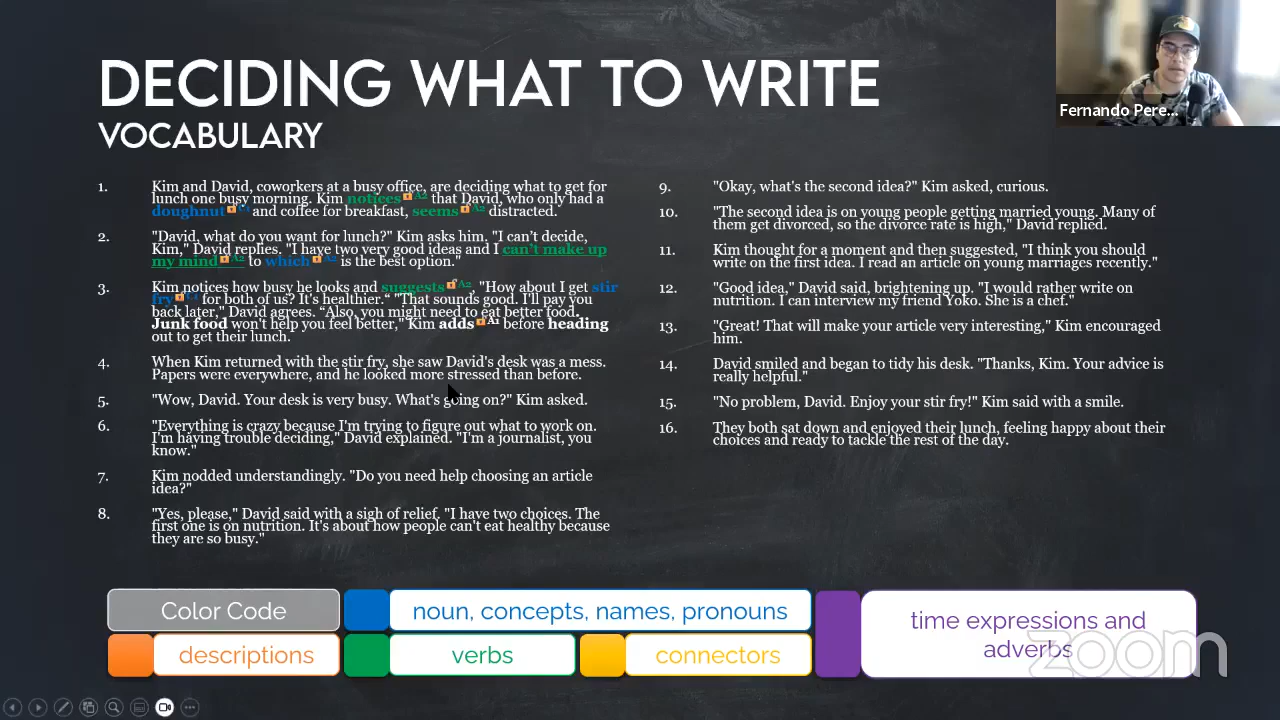 DECIDING WHAT TO WRITE
VOCABULARY
Fernando Pere...
1. Kim and David, coworkers at a busy office, are deciding what to get for
lunch one busy morning. Kim notices A2 that David, who only had a
doughnut C1 and coffee for breakfast, seems A2 distracted.
2. "David, what do you want for lunch?" Kim asks him. "I can't decide,
Kim," David replies. "I have two very good ideas and I can't make up
my mind A2 to which A2 is the best option."
3. Kim notices how busy he looks and suggests A2, "How about I get stir
fry C1 for both of us? It's healthier." "That sounds good. I'll pay you
back later," David agrees. "Also, you might need to eat better food.
Junk food won't help you feel better," Kim adds A1 before heading
out to get their lunch.
4. When Kim returned with the stir fry, she saw David's desk was a mess.
Papers were everywhere, and he looked more stressed than before.
5. "Wow, David. Your desk is very busy. What's going on?" Kim asked.
6. "Everything is crazy because I'm trying to figure out what to work on.
I'm having trouble deciding," David explained. "I'm a journalist, you
know."
7. Kim nodded understandingly. "Do you need help choosing an article
idea?"
8. "Yes, please," David said with a sigh of relief. "I have two choices. The
first one is on nutrition. It's about how people can't eat healthy because
they are so busy."
9. "Okay, what's the second idea?" Kim asked, curious.
10. "The second idea is on young people getting married young. Many of
them get divorced, so the divorce rate is high," David replied.
11. Kim thought for a moment and then suggested, "I think you should
write on the first idea. I read an article on young marriages recently."
12. "Good idea," David said, brightening up. "I would rather write on
nutrition. I can interview my friend Yoko. She is a chef."
13. "Great! That will make your article very interesting," Kim encouraged
him.
14. David smiled and began to tidy his desk. "Thanks, Kim. Your advice is
really helpful."
15. "No problem, David. Enjoy your stir fry!" Kim said with a smile.
16. They both sat down and enjoyed their lunch, feeling happy about their
choices and ready to tackle the rest of the day.
Color Code
noun, concepts, names, pronouns
time expressions and
adverbs
descriptions
verbs
connectors
zoom